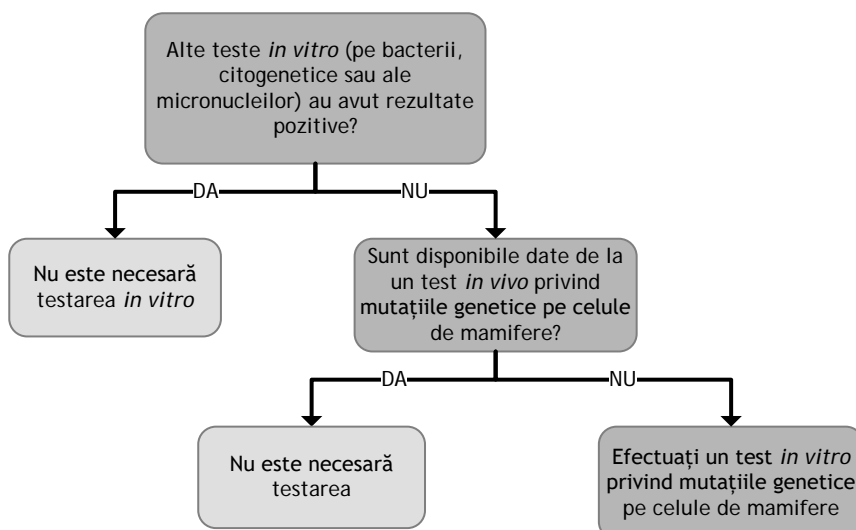 Alte teste in vitro (pe bacterii,
citogenetice sau ale
micronucleilor) au avut rezultate
pozitive?
DA
NU
Nu este necesară
testarea in vitro
Sunt disponibile date de la
un test in vivo privind
mutațiile genetice pe celule
de mamifere?
DA
NU
Nu este necesară
testarea
Efectuați un test in vitro
privind mutațiile genetice
pe celule de mamifere